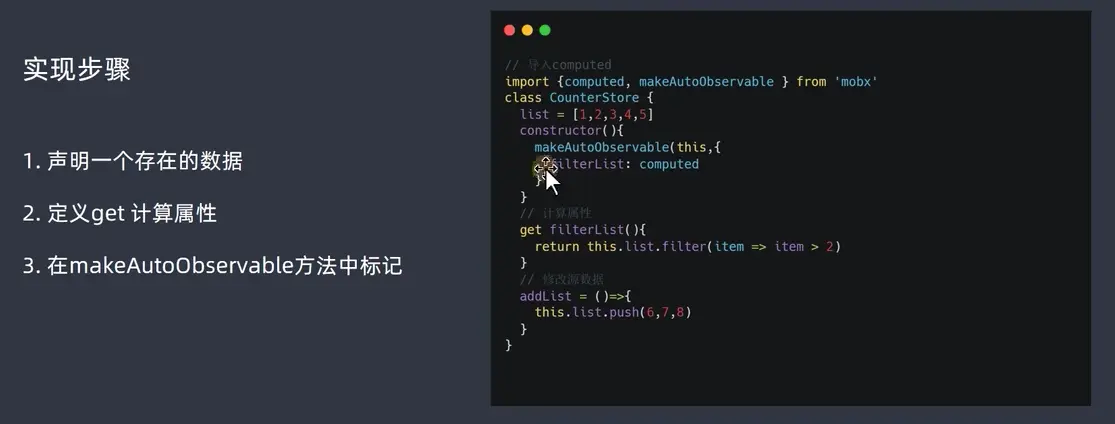 实现步骤
1. 声明一个存在的数据
2. 定义get 计算属性
3. 在makeAutoObservable方法中标记
// 导入computed
import {computed, makeAutoObservable } from 'mobx'
class CounterStore {
list = [1,2,3,4,5]
constructor(){
makeAutoObservable(this,{
filterList: computed
}
}
// 计算属性
get filterList(){
return this.list.filter(item => item > 2)
}
// 修改源数据
addList = ()=>{
this.list.push(6,7,8)
}
}